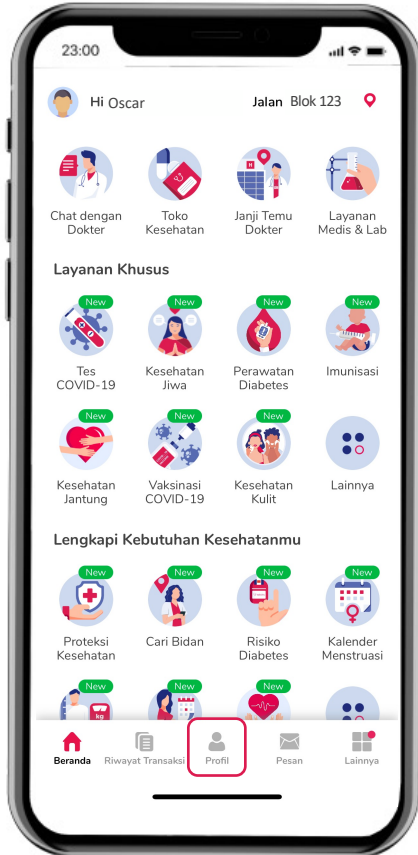 23:00
Hi Oscar
Jalan Blok 123
Chat dengan
Dokter
Toko
Kesehatan
Janji Temu
Dokter
Layanan
Medis & Lab
Layanan Khusus
New
New
New
New
Tes
COVID-19
Kesehatan
Jiwa
Perawatan
Diabetes
Imunisasi
New
New
New
Kesehatan
Jantung
Vaksinasi
COVID-19
Kesehatan
Kulit
Lainnya
Lengkapi Kebutuhan Kesehatanmu
New
New
New
New
Proteksi
Kesehatan
Cari Bidan
Risiko
Diabetes
Kalender
Menstruasi
New
New
New
kg
Beranda
Riwayat Transaksi
Profil
Pesan
Lainnya